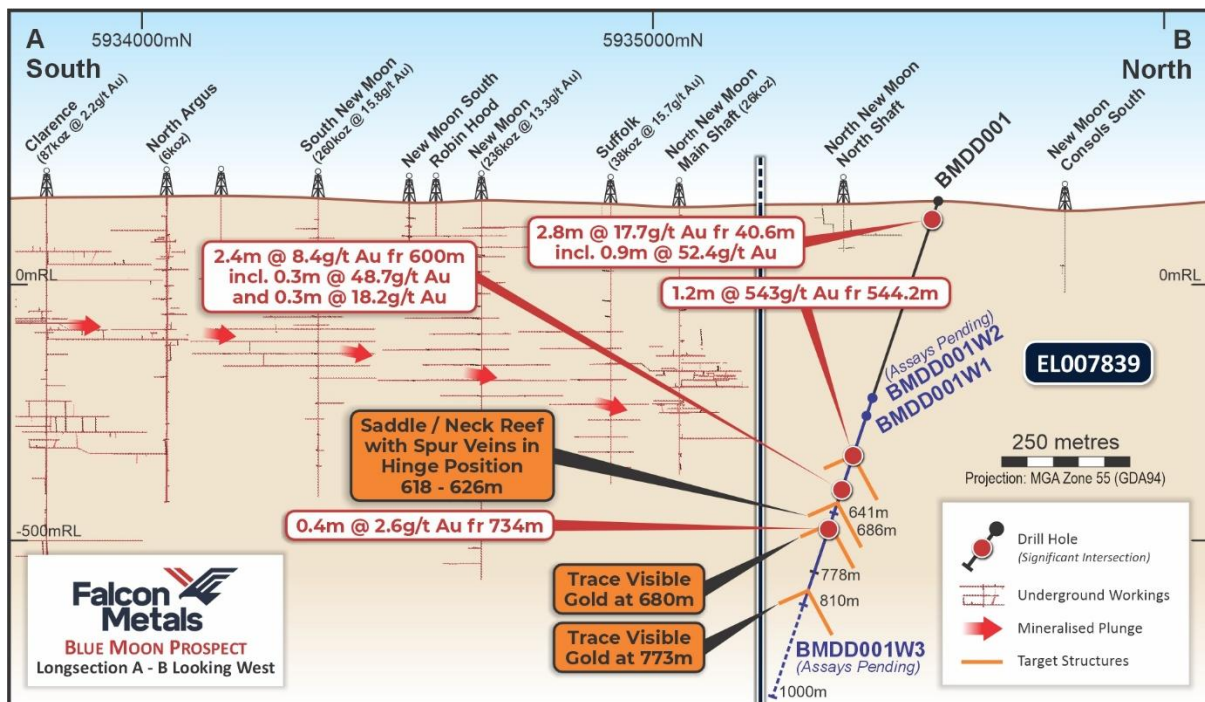 A
South
5934000mN
5935000mN
B
North
Clarence
(87koz @ 2.2g/t Au)
North Argus
(6koz)
South New Moon
(260koz @ 15.8g/t Au)
New Moon South
Robin Hood
New Moon
(236koz @ 13.3g/t Au)
Suffolk
(38koz @ 15.7g/t Au)
North New Moon
Main Shaft (26koz)
North New Moon
North Shaft
BMDD001
New Moon
Consols South
2.8m @ 17.7g/t Au fr 40.6m
incl. 0.9m @ 52.4g/t Au
2.4m @ 8.4g/t Au fr 600m
incl. 0.3m @ 48.7g/t Au
and 0.3m @ 18.2g/t Au
0mRL
0mRL
1.2m @ 543g/t Au fr 544.2m
(Assays Pending)
BMDD001W2
BMDD001W1
EL007839
Saddle / Neck Reef
with Spur Veins in
Hinge Position
618 - 626m
250 metres
Projection: MGA Zone 55 (GDA94)
641m
686m
0.4m @ 2.6g/t Au fr 734m
-500mRL
Trace Visible
Gold at 680m
778m
810m
Trace Visible
Gold at 773m
BMDD001W3
(Assays Pending)
1000m
Falcon
Metals
BLUE MOON PROSPECT
Longsection A - B Looking West
Drill Hole
(Significant Intersection)
Underground Workings
Mineralised Plunge
Target Structures